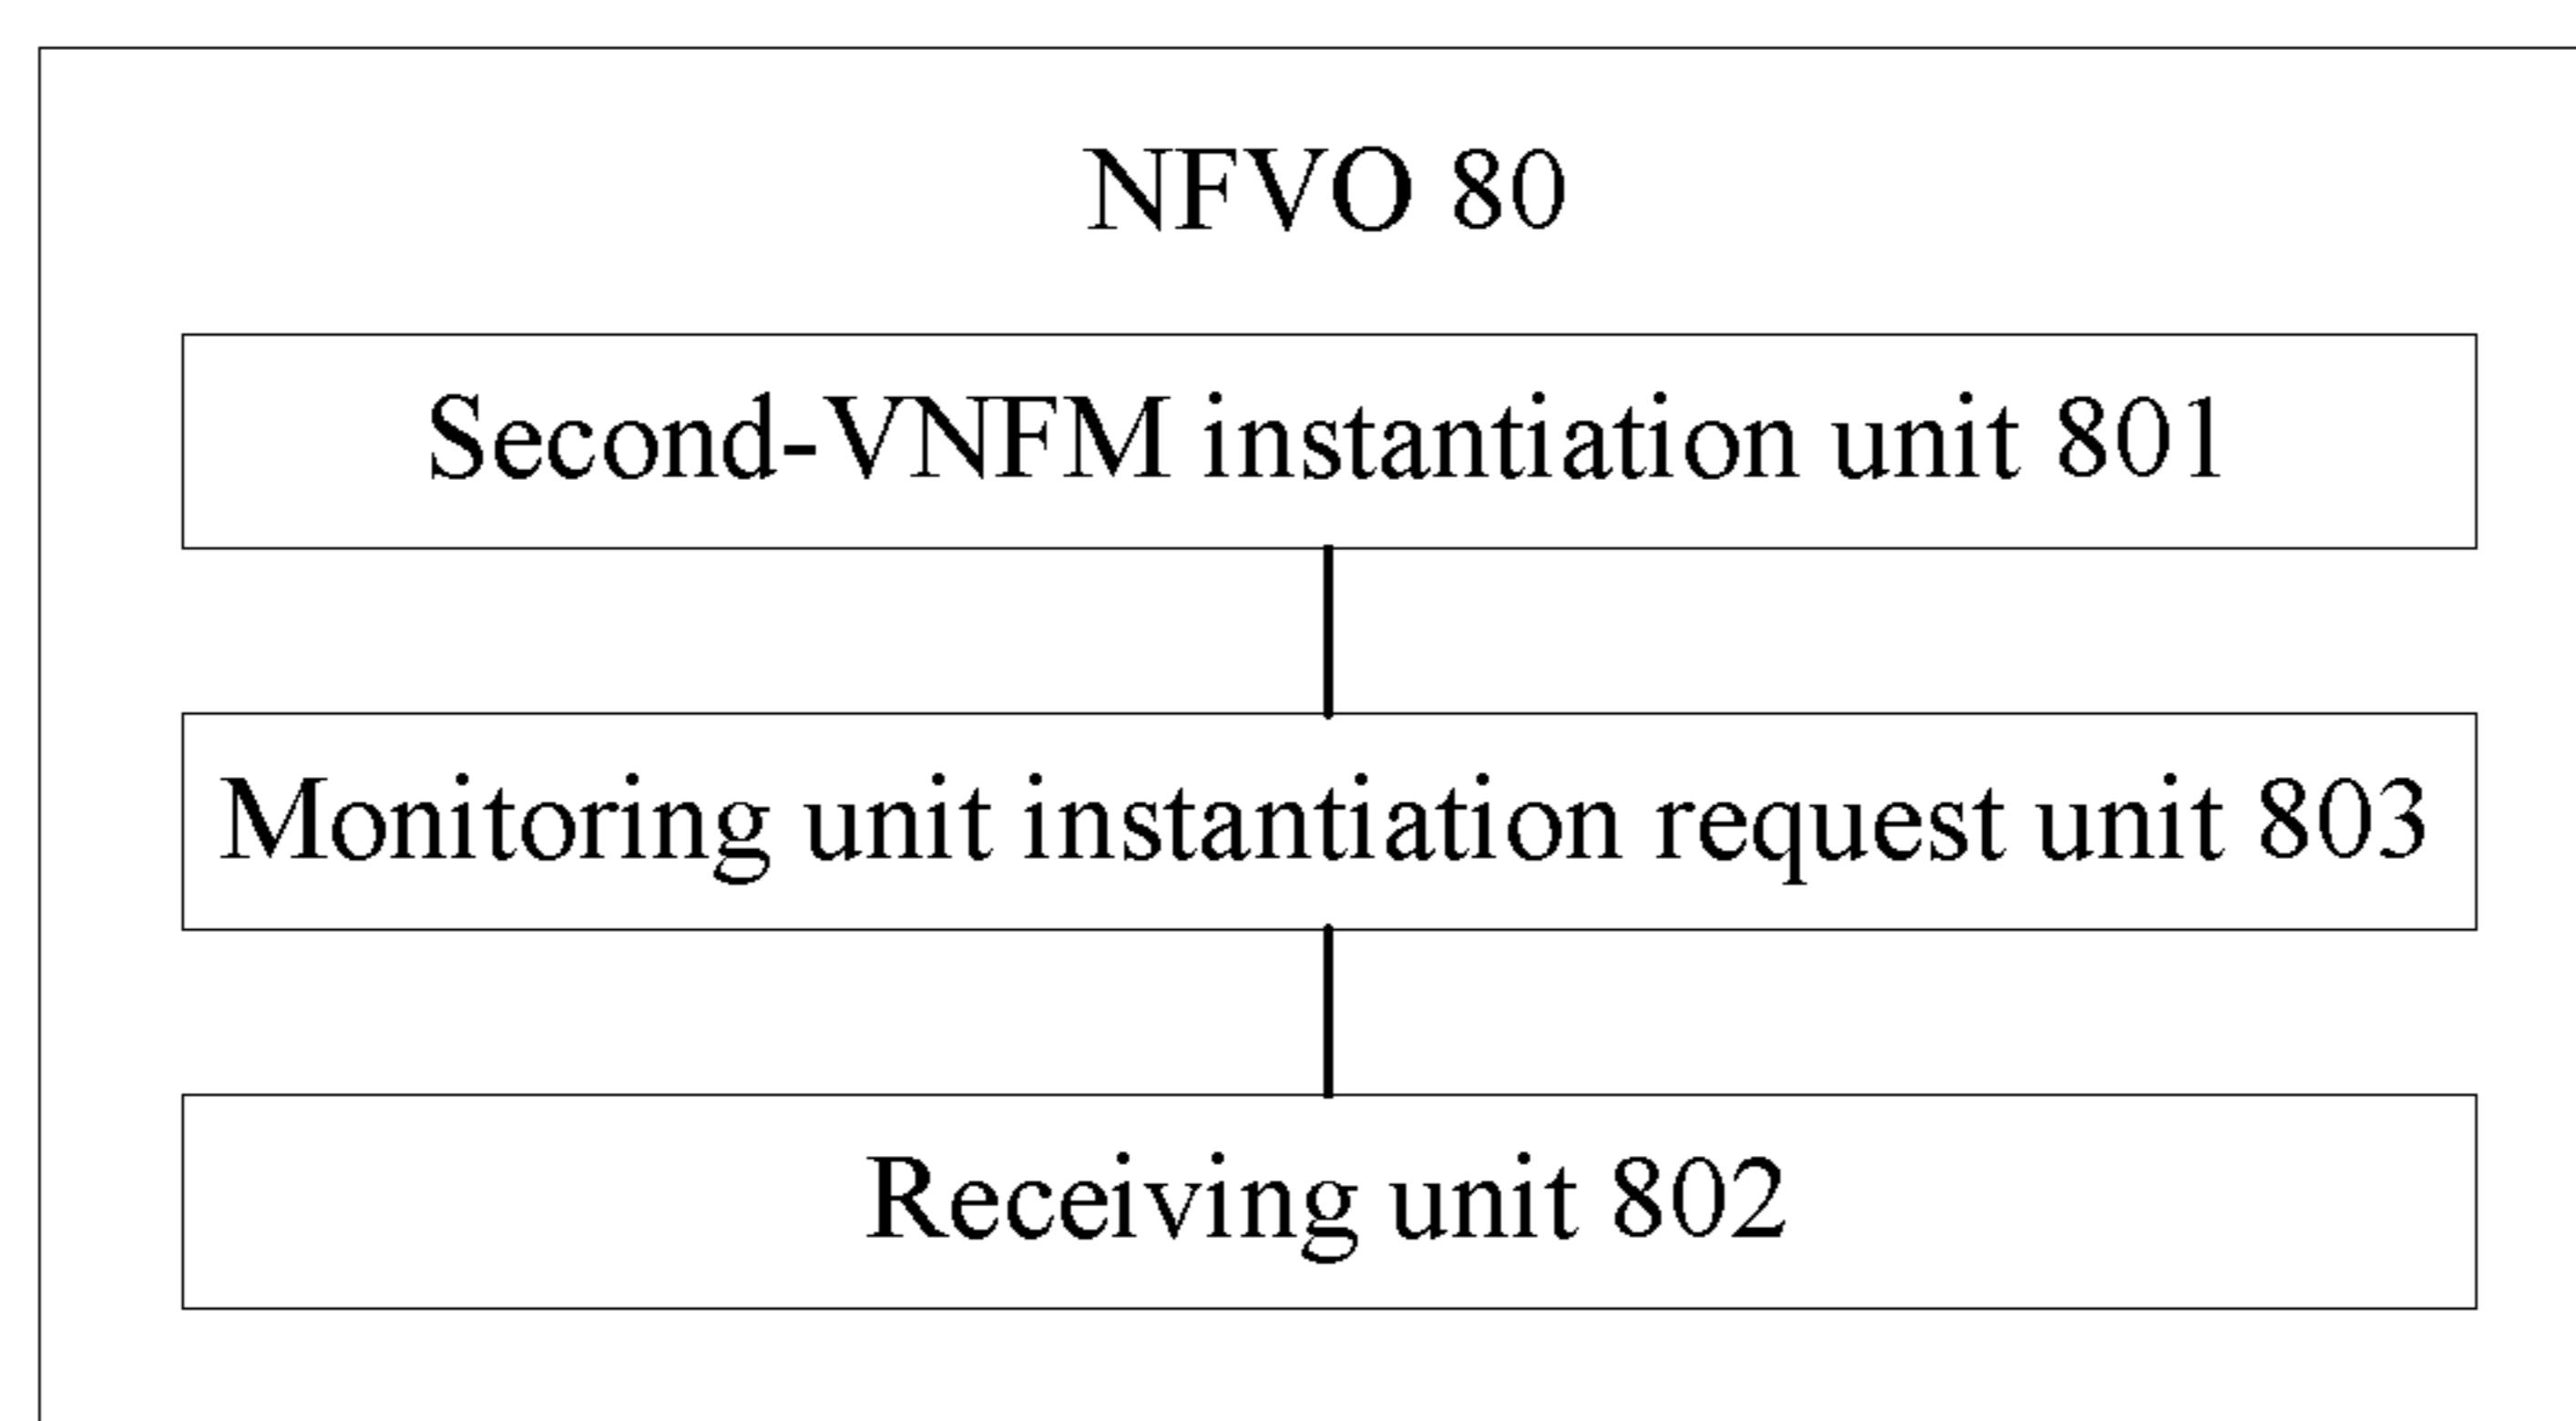 NFVO 80
Second-VNFM instantiation unit 801
Monitoring unit instantiation request unit 803
Receiving unit 802